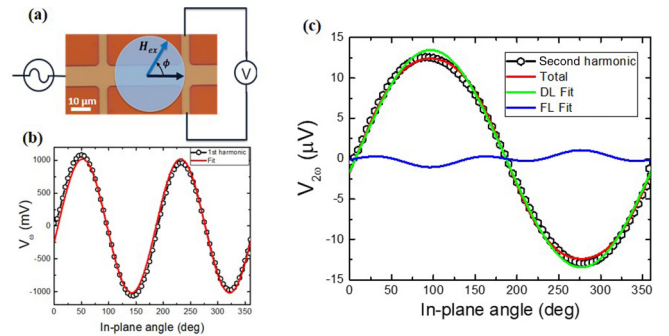 (a)
H_ex
ϕ
V
10 μm
(b)
1st harmonic
Fit
V_ω (mV)
1000
500
0
-500
-1000
0 50 100 150 200 250 300 350
In-plane angle (deg)
(c)
Second harmonic
Total
DL Fit
FL Fit
V_2ω (μV)
15
10
5
0
-5
-10
-15
0 50 100 150 200 250 300 350
In-plane angle (deg)